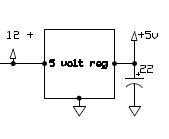 12 +
+5v
5 volt reg
+
22